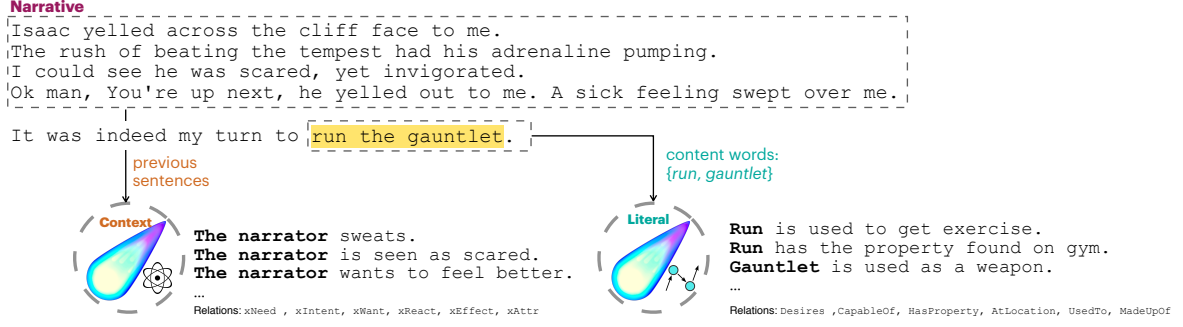 Narrative
Isaac yelled across the cliff face to me.
The rush of beating the tempest had his adrenaline pumping.
I could see he was scared, yet invigorated.
Ok man, You're up next, he yelled out to me. A sick feeling swept over me.
It was indeed my turn to run the gauntlet.
previous
sentences
content words:
{run, gauntlet}
Context
The narrator sweats.
The narrator is seen as scared.
The narrator wants to feel better.
...
Relations: xNeed , xIntent, xWant, xReact, xEffect, xAttr
Literal
Run is used to get exercise.
Run has the property found on gym.
Gauntlet is used as a weapon.
...
Relations: Desires ,CapableOf, HasProperty, AtLocation, UsedTo, MadeUpOf